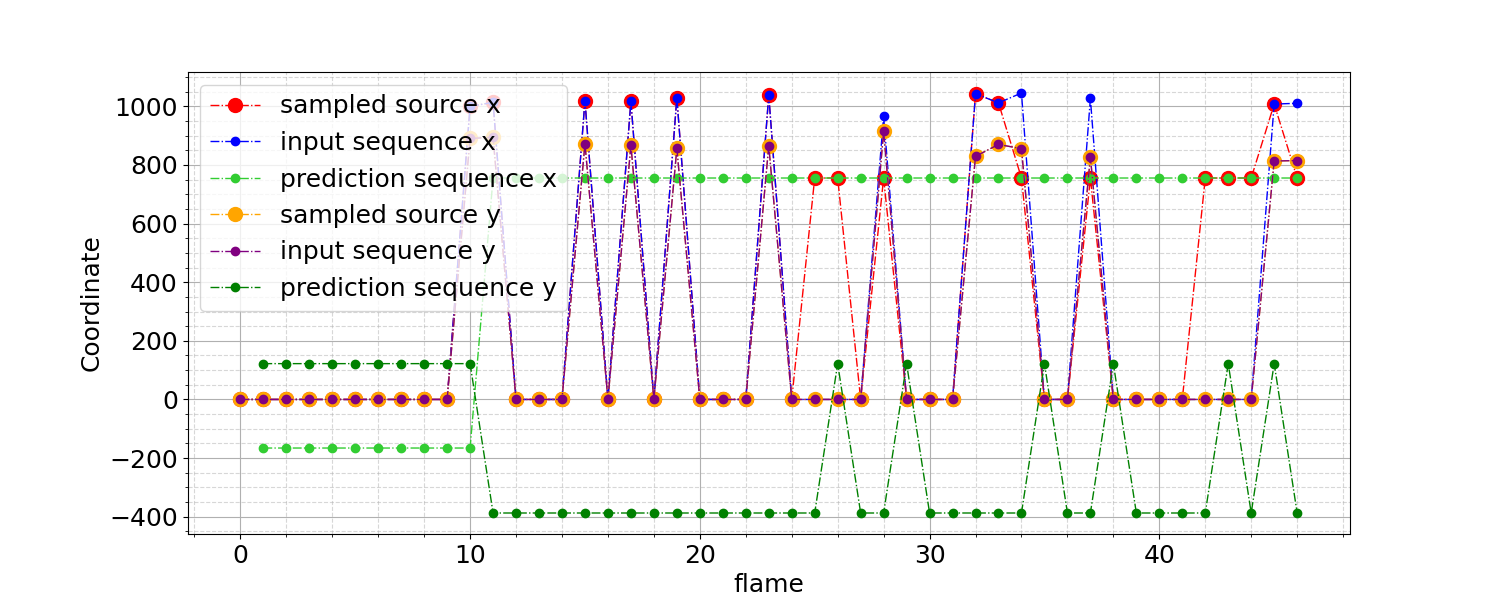 1000
800
600
400
200
0
−200
−400
Coordinate
sampled source x
input sequence x
prediction sequence x
sampled source y
input sequence y
prediction sequence y
0 10 20 30 40
flame